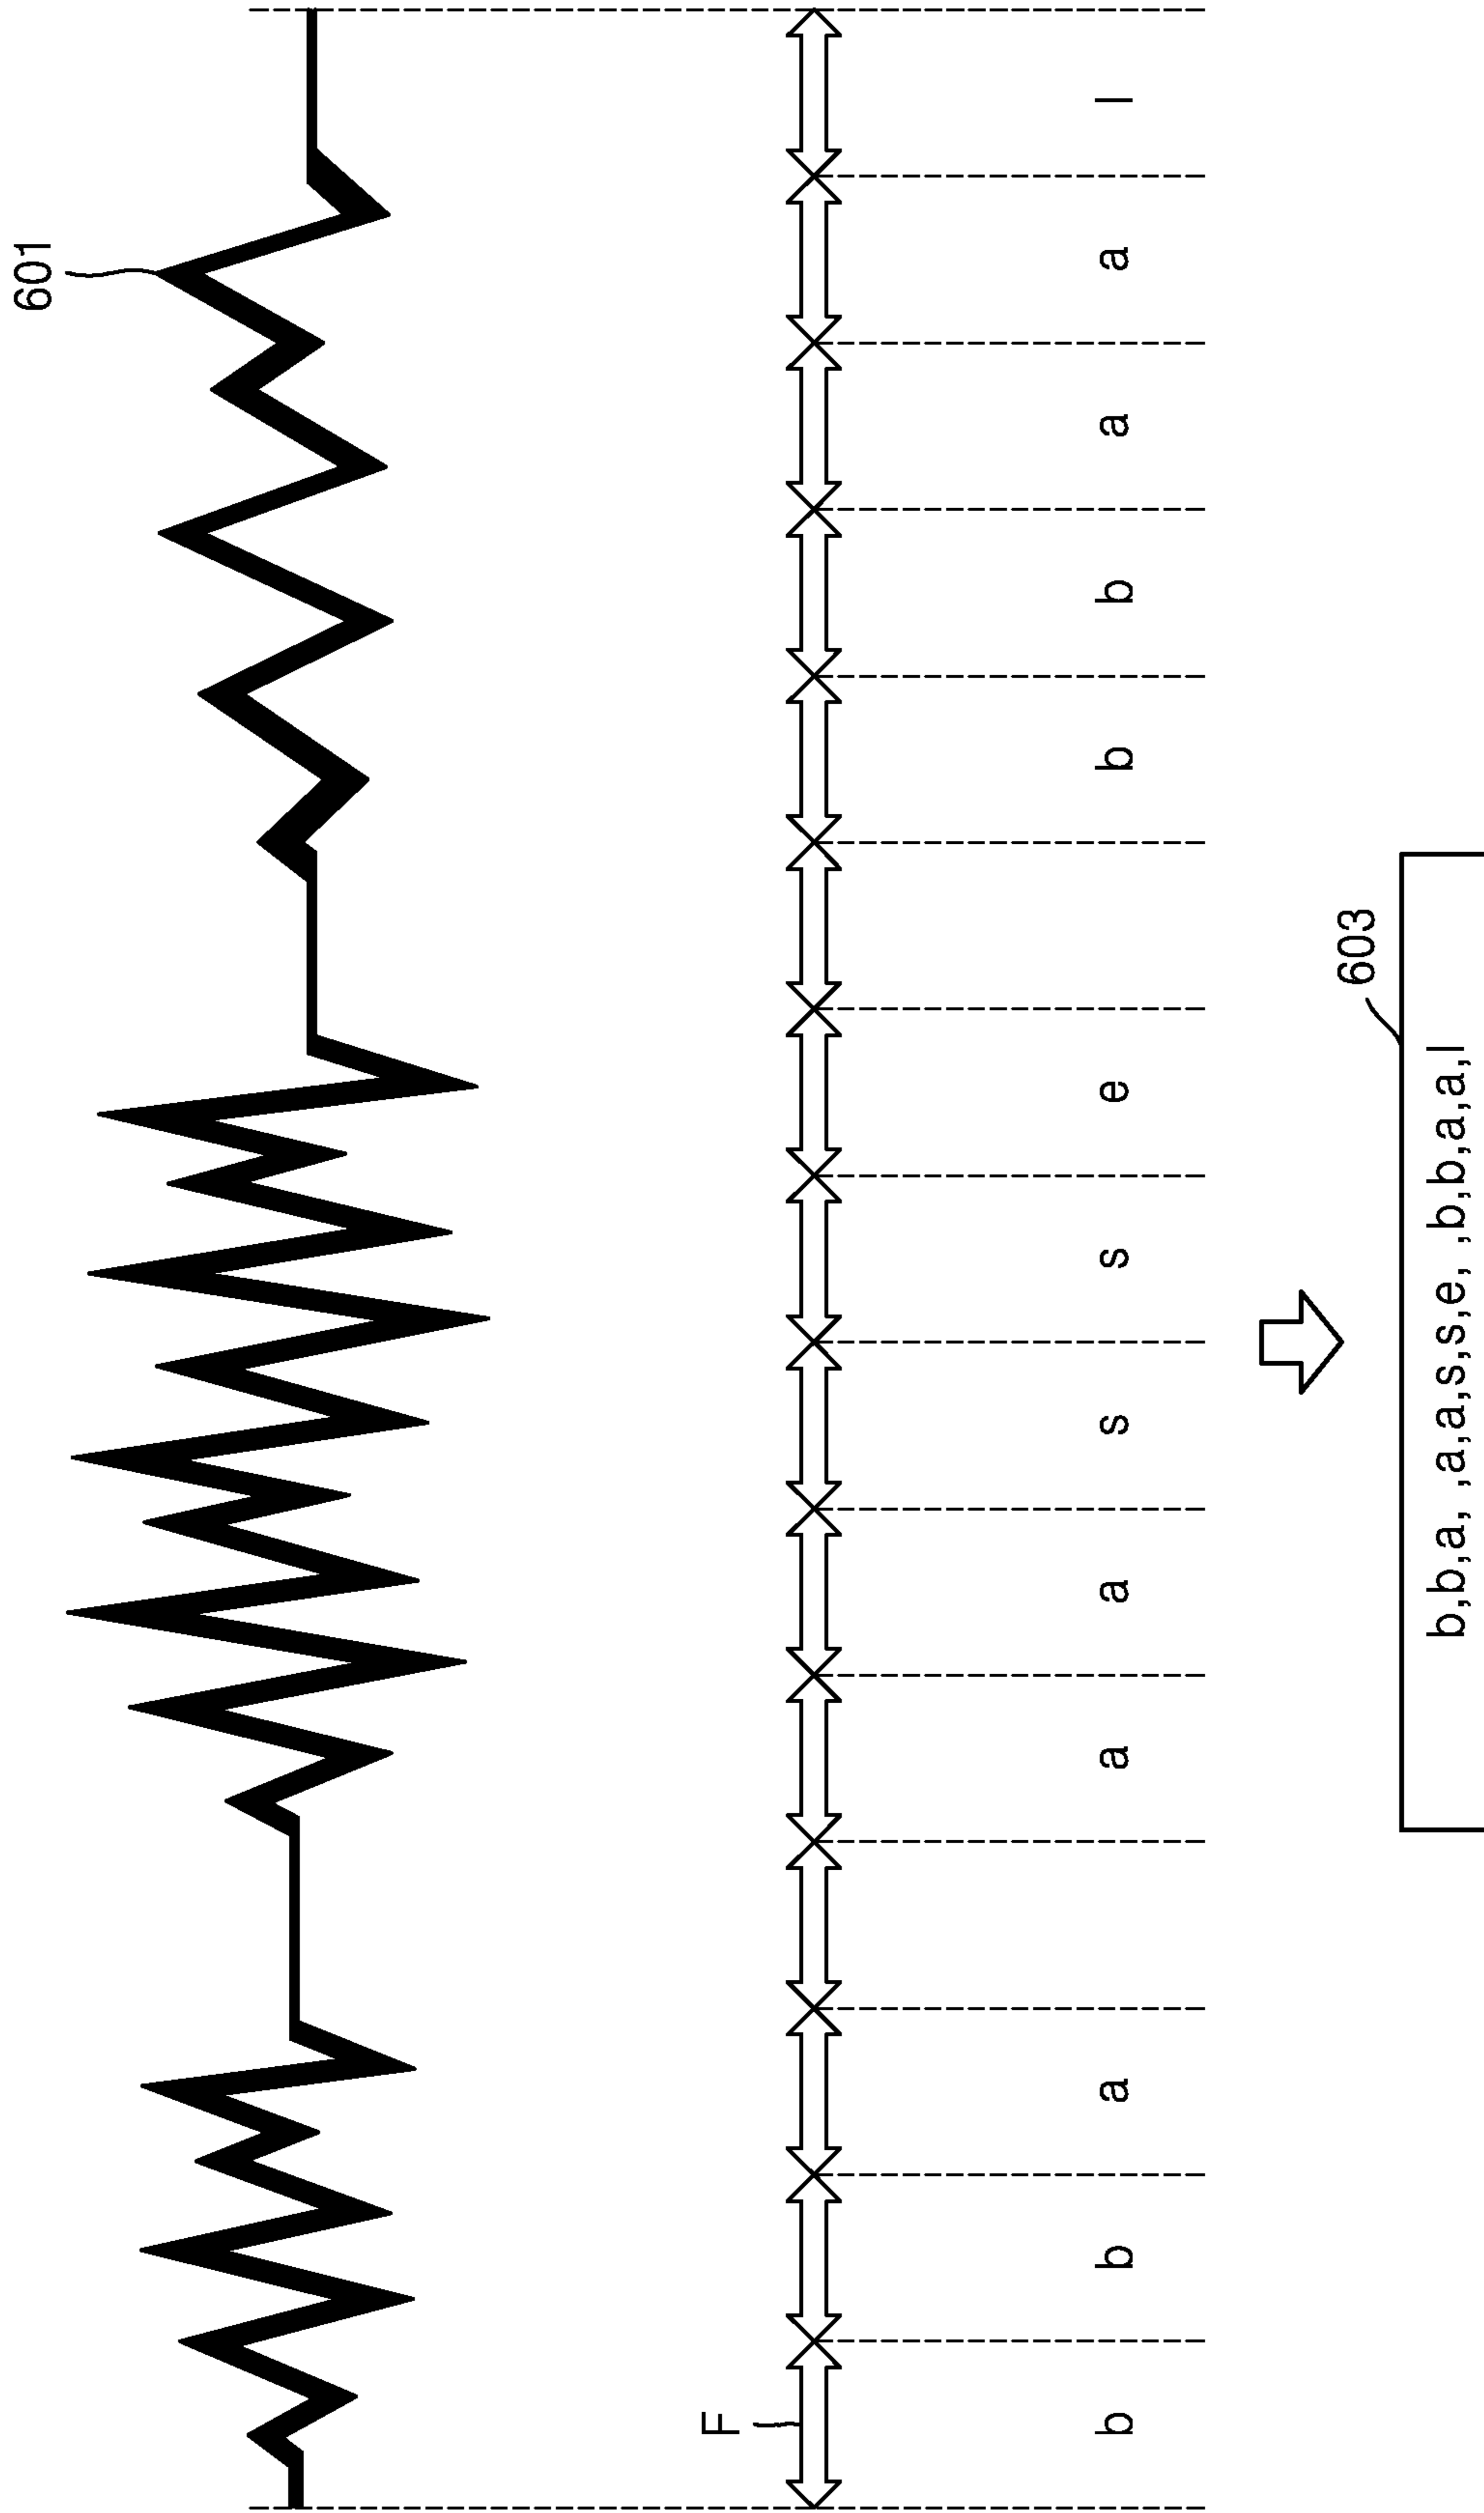 601
F
b b a a a s s e b b a a l
603
b,b,a, ,a,a,s,s,e, ,b,b,a,a,l